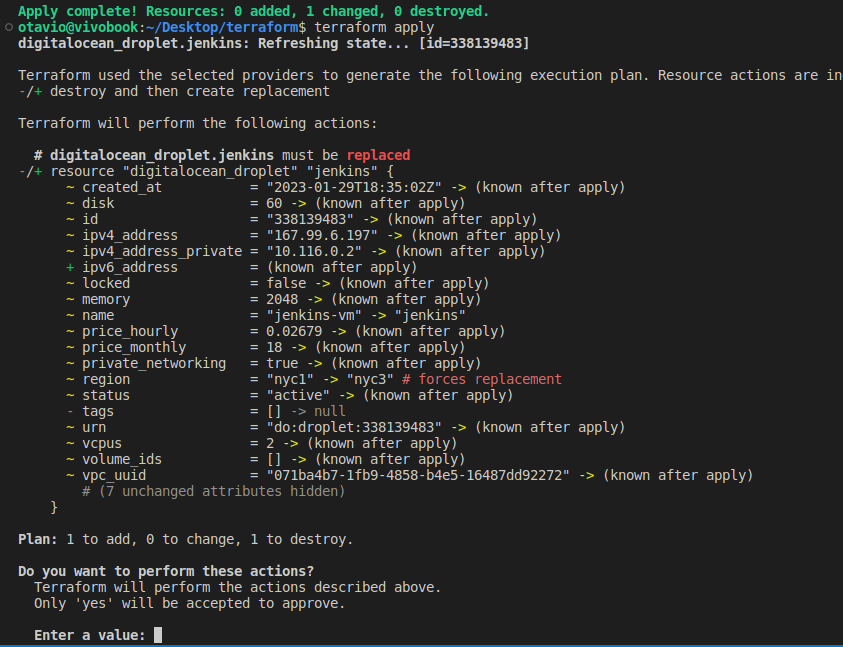 Apply complete! Resources: 0 added, 1 changed, 0 destroyed.
otavio@vivobook:~/Desktop/terraform$ terraform apply
digitalocean_droplet.jenkins: Refreshing state... [id=338139483]
Terraform used the selected providers to generate the following execution plan. Resource actions are in
-/+ destroy and then create replacement
Terraform will perform the following actions:
# digitalocean_droplet.jenkins must be replaced
-/+ resource "digitalocean_droplet" "jenkins" {
~ created_at = "2023-01-29T18:35:02Z" -> (known after apply)
~ disk = 60 -> (known after apply)
~ id = "338139483" -> (known after apply)
~ ipv4_address = "167.99.6.197" -> (known after apply)
~ ipv4_address_private = "10.116.0.2" -> (known after apply)
+ ipv6_address = (known after apply)
~ locked = false -> (known after apply)
~ memory = 2048 -> (known after apply)
~ name = "jenkins-vm" -> "jenkins"
~ price_hourly = 0.02679 -> (known after apply)
~ price_monthly = 18 -> (known after apply)
~ private_networking = true -> (known after apply)
~ region = "nyc1" -> "nyc3" # forces replacement
~ status = "active" -> (known after apply)
- tags = [] -> null
~ urn = "do:droplet:338139483" -> (known after apply)
~ vcpus = 2 -> (known after apply)
~ volume_ids = [] -> (known after apply)
~ vpc_uuid = "071ba4b7-1fb9-4858-b4e5-16487dd92272" -> (known after apply)
# (7 unchanged attributes hidden)
}
Plan: 1 to add, 0 to change, 1 to destroy.
Do you want to perform these actions?
Terraform will perform the actions described above.
Only 'yes' will be accepted to approve.
Enter a value: